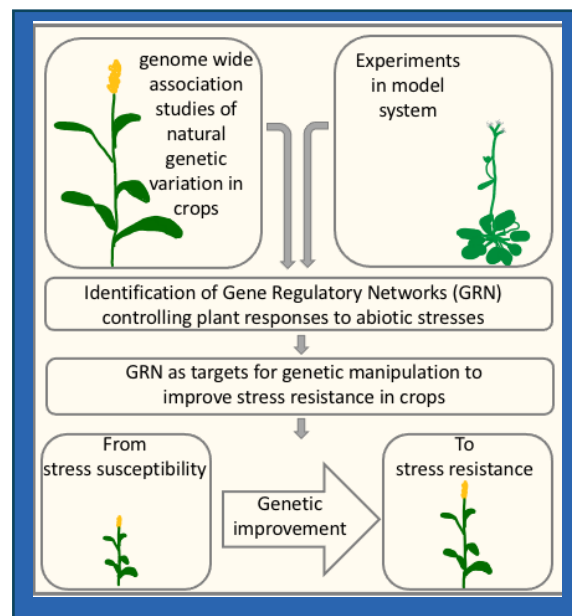 genome wide
association
studies of
natural
genetic
variation in
crops
Experiments
in model
system
Identification of Gene Regulatory Networks (GRN)
controlling plant responses to abiotic stresses
GRN as targets for genetic manipulation to
improve stress resistance in crops
From
stress susceptibility
Genetic
improvement
To
stress resistance